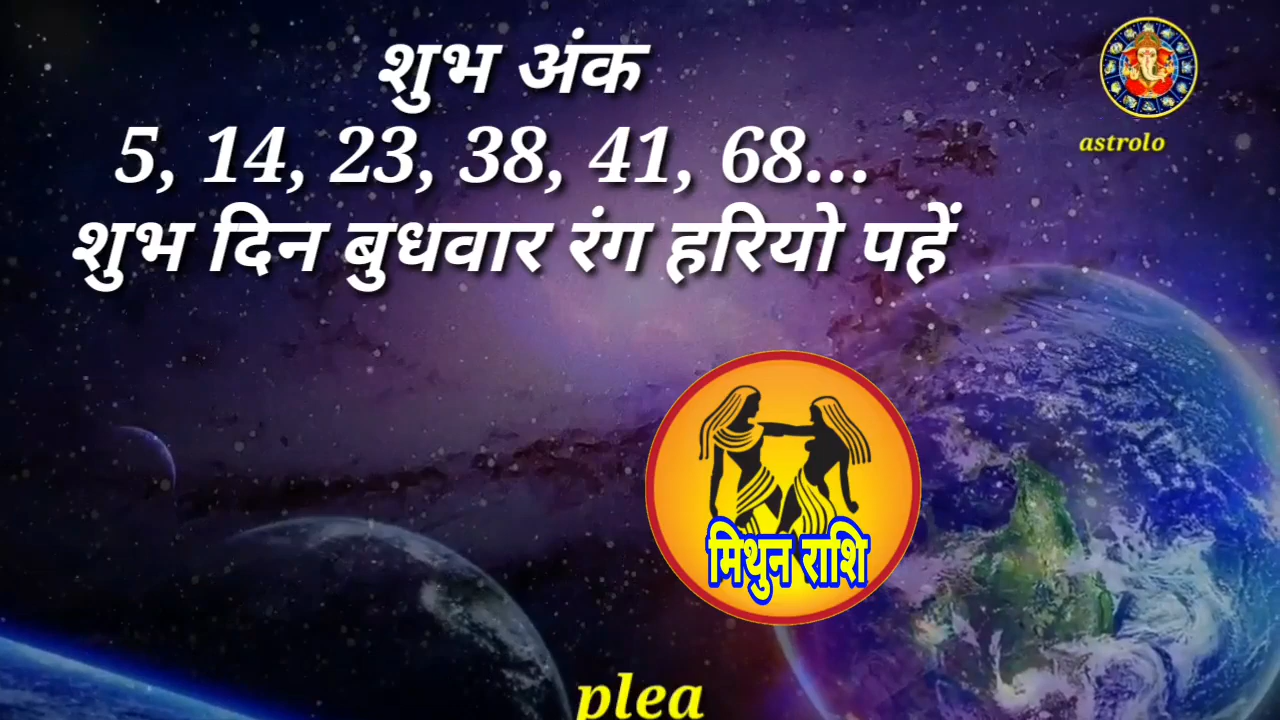 शुभ अंक
5, 14, 23, 38, 41, 68...
शुभ दिन बुधवार रंग हरियो पहें
astrolo
मिथुन राशि
plea